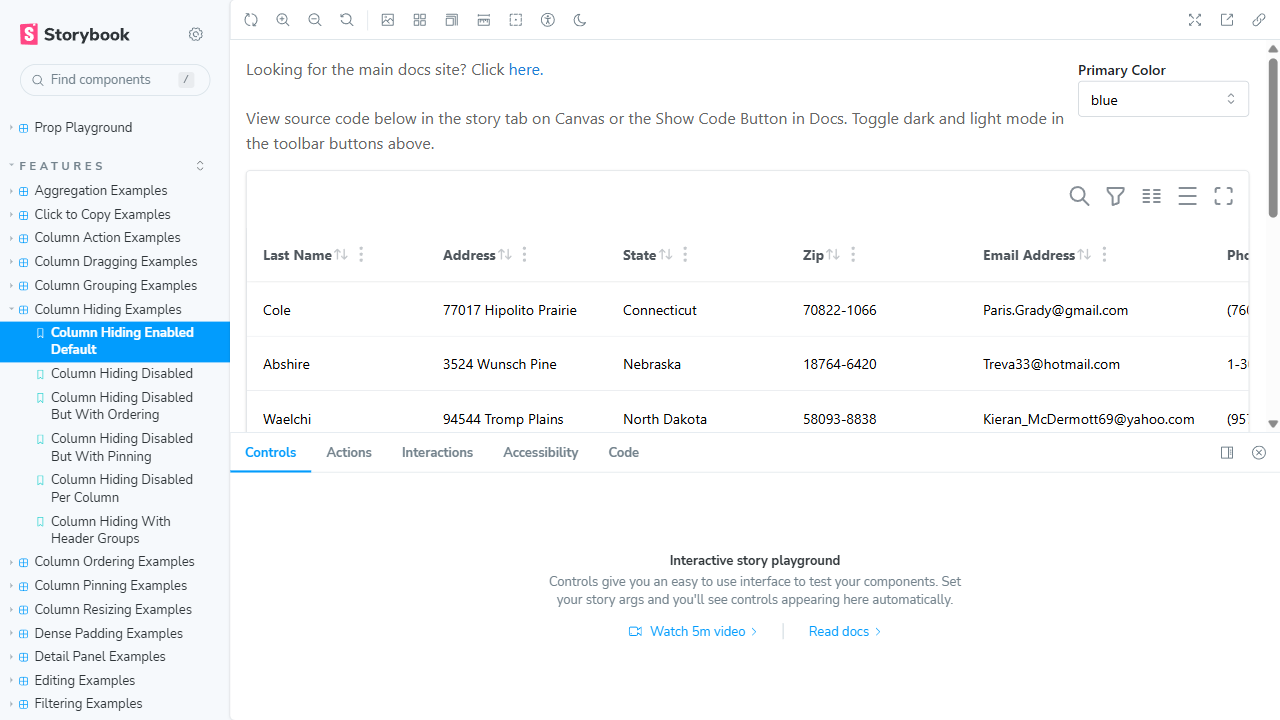 Storybook
Find components /
Prop Playground
FEATURES
Aggregation Examples
Click to Copy Examples
Column Action Examples
Column Dragging Examples
Column Grouping Examples
Column Hiding Examples
Column Hiding Enabled
Default
Column Hiding Disabled
Column Hiding Disabled
But With Ordering
Column Hiding Disabled
But With Pinning
Column Hiding Disabled
Per Column
Column Hiding With
Header Groups
Column Ordering Examples
Column Pinning Examples
Column Resizing Examples
Dense Padding Examples
Detail Panel Examples
Editing Examples
Filtering Examples
Looking for the main docs site? Click here.
Primary Color
blue
View source code below in the story tab on Canvas or the Show Code Button in Docs. Toggle dark and light mode in
the toolbar buttons above.
Last Name Address State Zip Email Address
Cole 77017 Hipolito Prairie Connecticut 70822-1066 Paris.Grady@gmail.com
Abshire 3524 Wunsch Pine Nebraska 18764-6420 Treva33@hotmail.com
Waelchi 94544 Tromp Plains North Dakota 58093-8838 Kieran_McDermott69@yahoo.com
Controls Actions Interactions Accessibility Code
Interactive story playground
Controls give you an easy to use interface to test your components. Set
your story args and you'll see controls appearing here automatically.
Watch 5m video Read docs